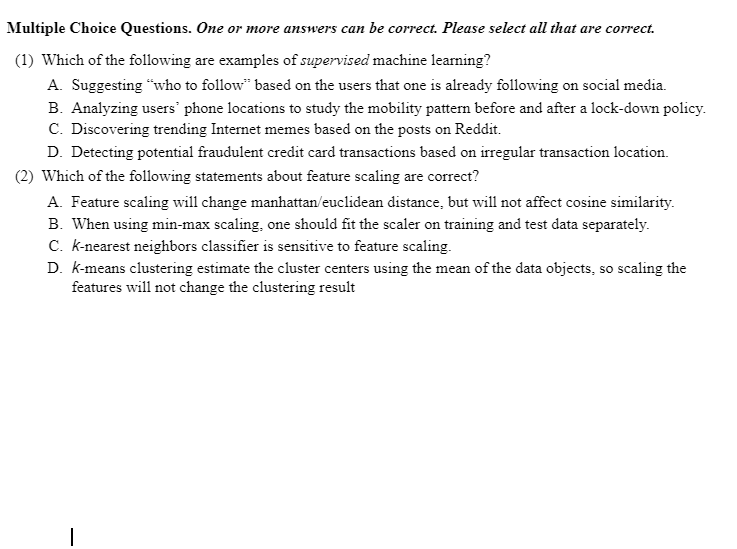 Multiple Choice Questions. One or more answers can be correct. Please select all that are correct.
(1) Which of the following are examples of supervised machine learning?
A. Suggesting “who to follow” based on the users that one is already following on social media.
B. Analyzing users’ phone locations to study the mobility pattern before and after a lock-down policy.
C. Discovering trending Internet memes based on the posts on Reddit.
D. Detecting potential fraudulent credit card transactions based on irregular transaction location.
(2) Which of the following statements about feature scaling are correct?
A. Feature scaling will change manhattan/euclidean distance, but will not affect cosine similarity.
B. When using min-max scaling, one should fit the scaler on training and test data separately.
C. k-nearest neighbors classifier is sensitive to feature scaling.
D. k-means clustering estimate the cluster centers using the mean of the data objects, so scaling the
features will not change the clustering result